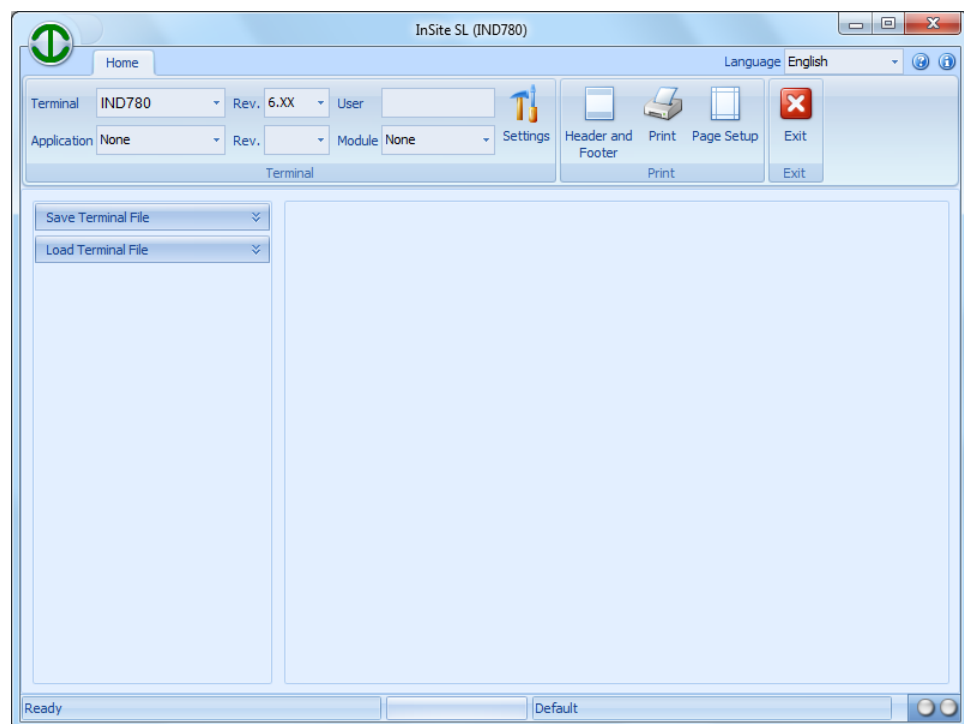 InSite SL (IND780)
Home
Language English
Terminal IND780 Rev. 6.XX User
Application None Rev. Module None
Settings
Header and Footer
Print
Page Setup
Exit
Terminal
Print
Exit
Save Terminal File
Load Terminal File
Ready
Default